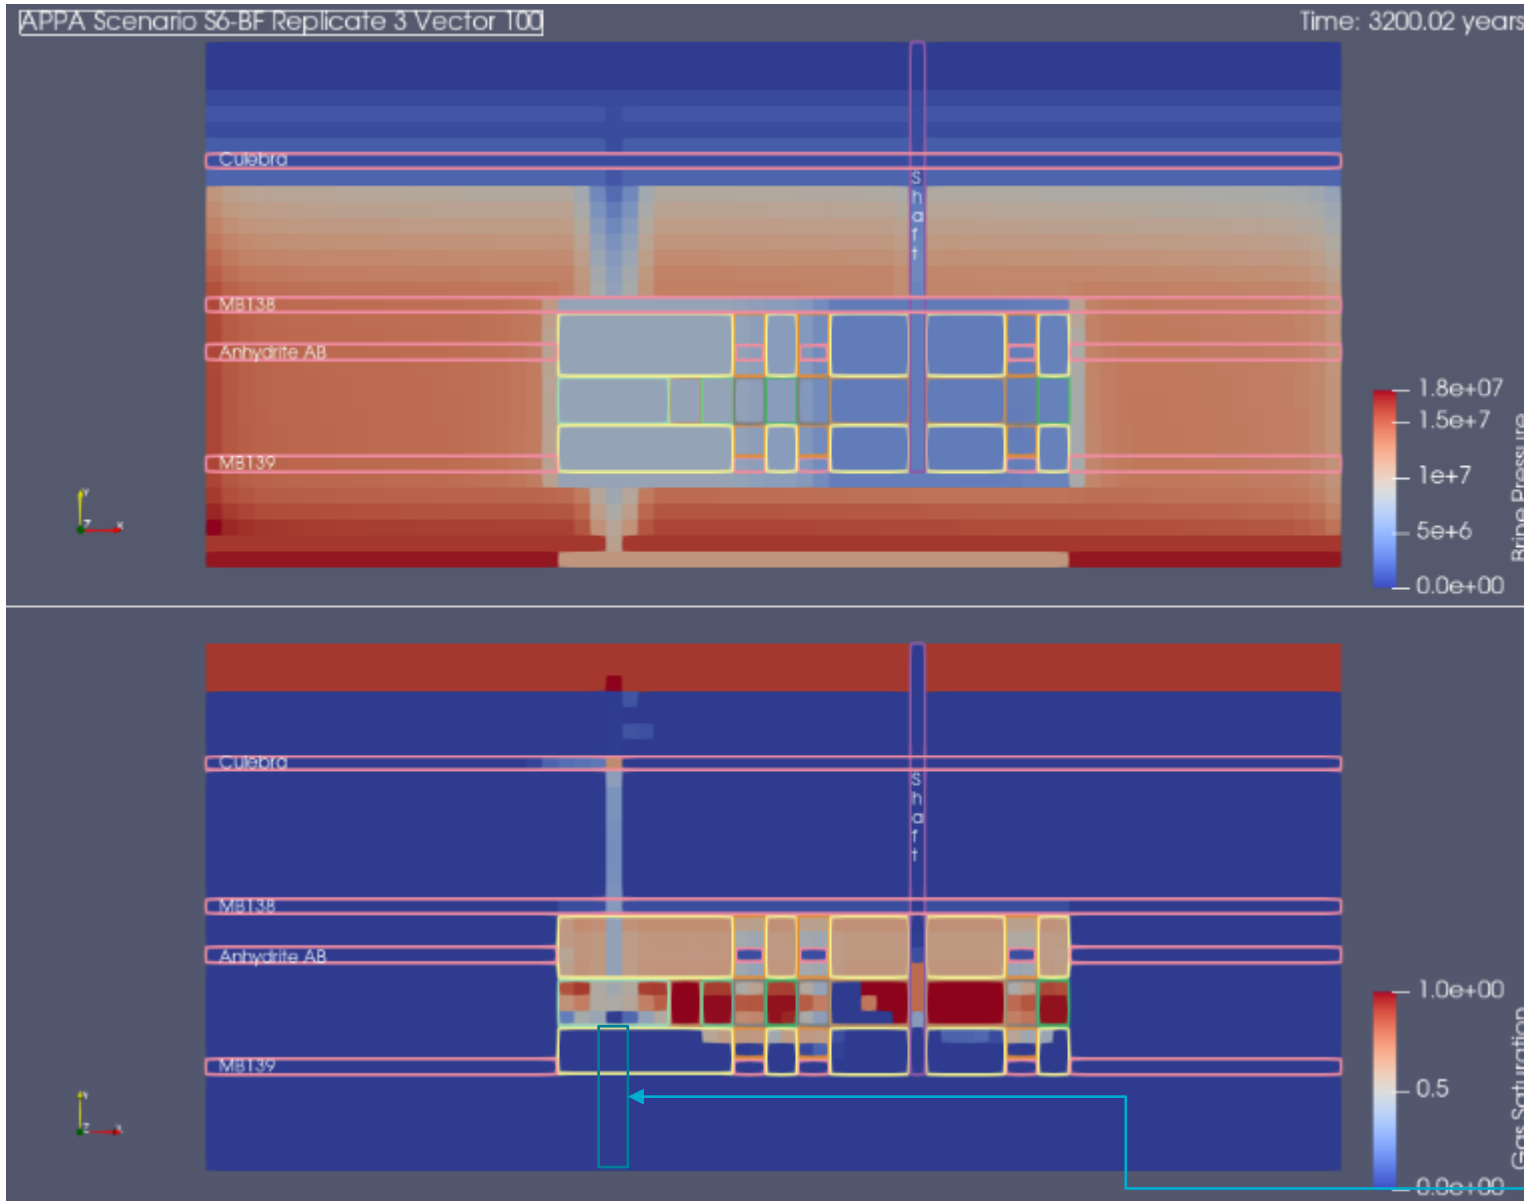 APPA Scenario S6-BF Replicate 3 Vector 100
Time: 3200.02 years
Culebra
Shaft
MB138
Anhydrite AB
MB139
Y
Z
X
1.8e+07
1.5e+7
1e+7
5e+6
0.0e+00
Brine Pressure
Culebra
Shaft
MB138
Anhydrite AB
MB139
Y
Z
X
1.0e+00
0.5
0.0e+00
Gas Saturation